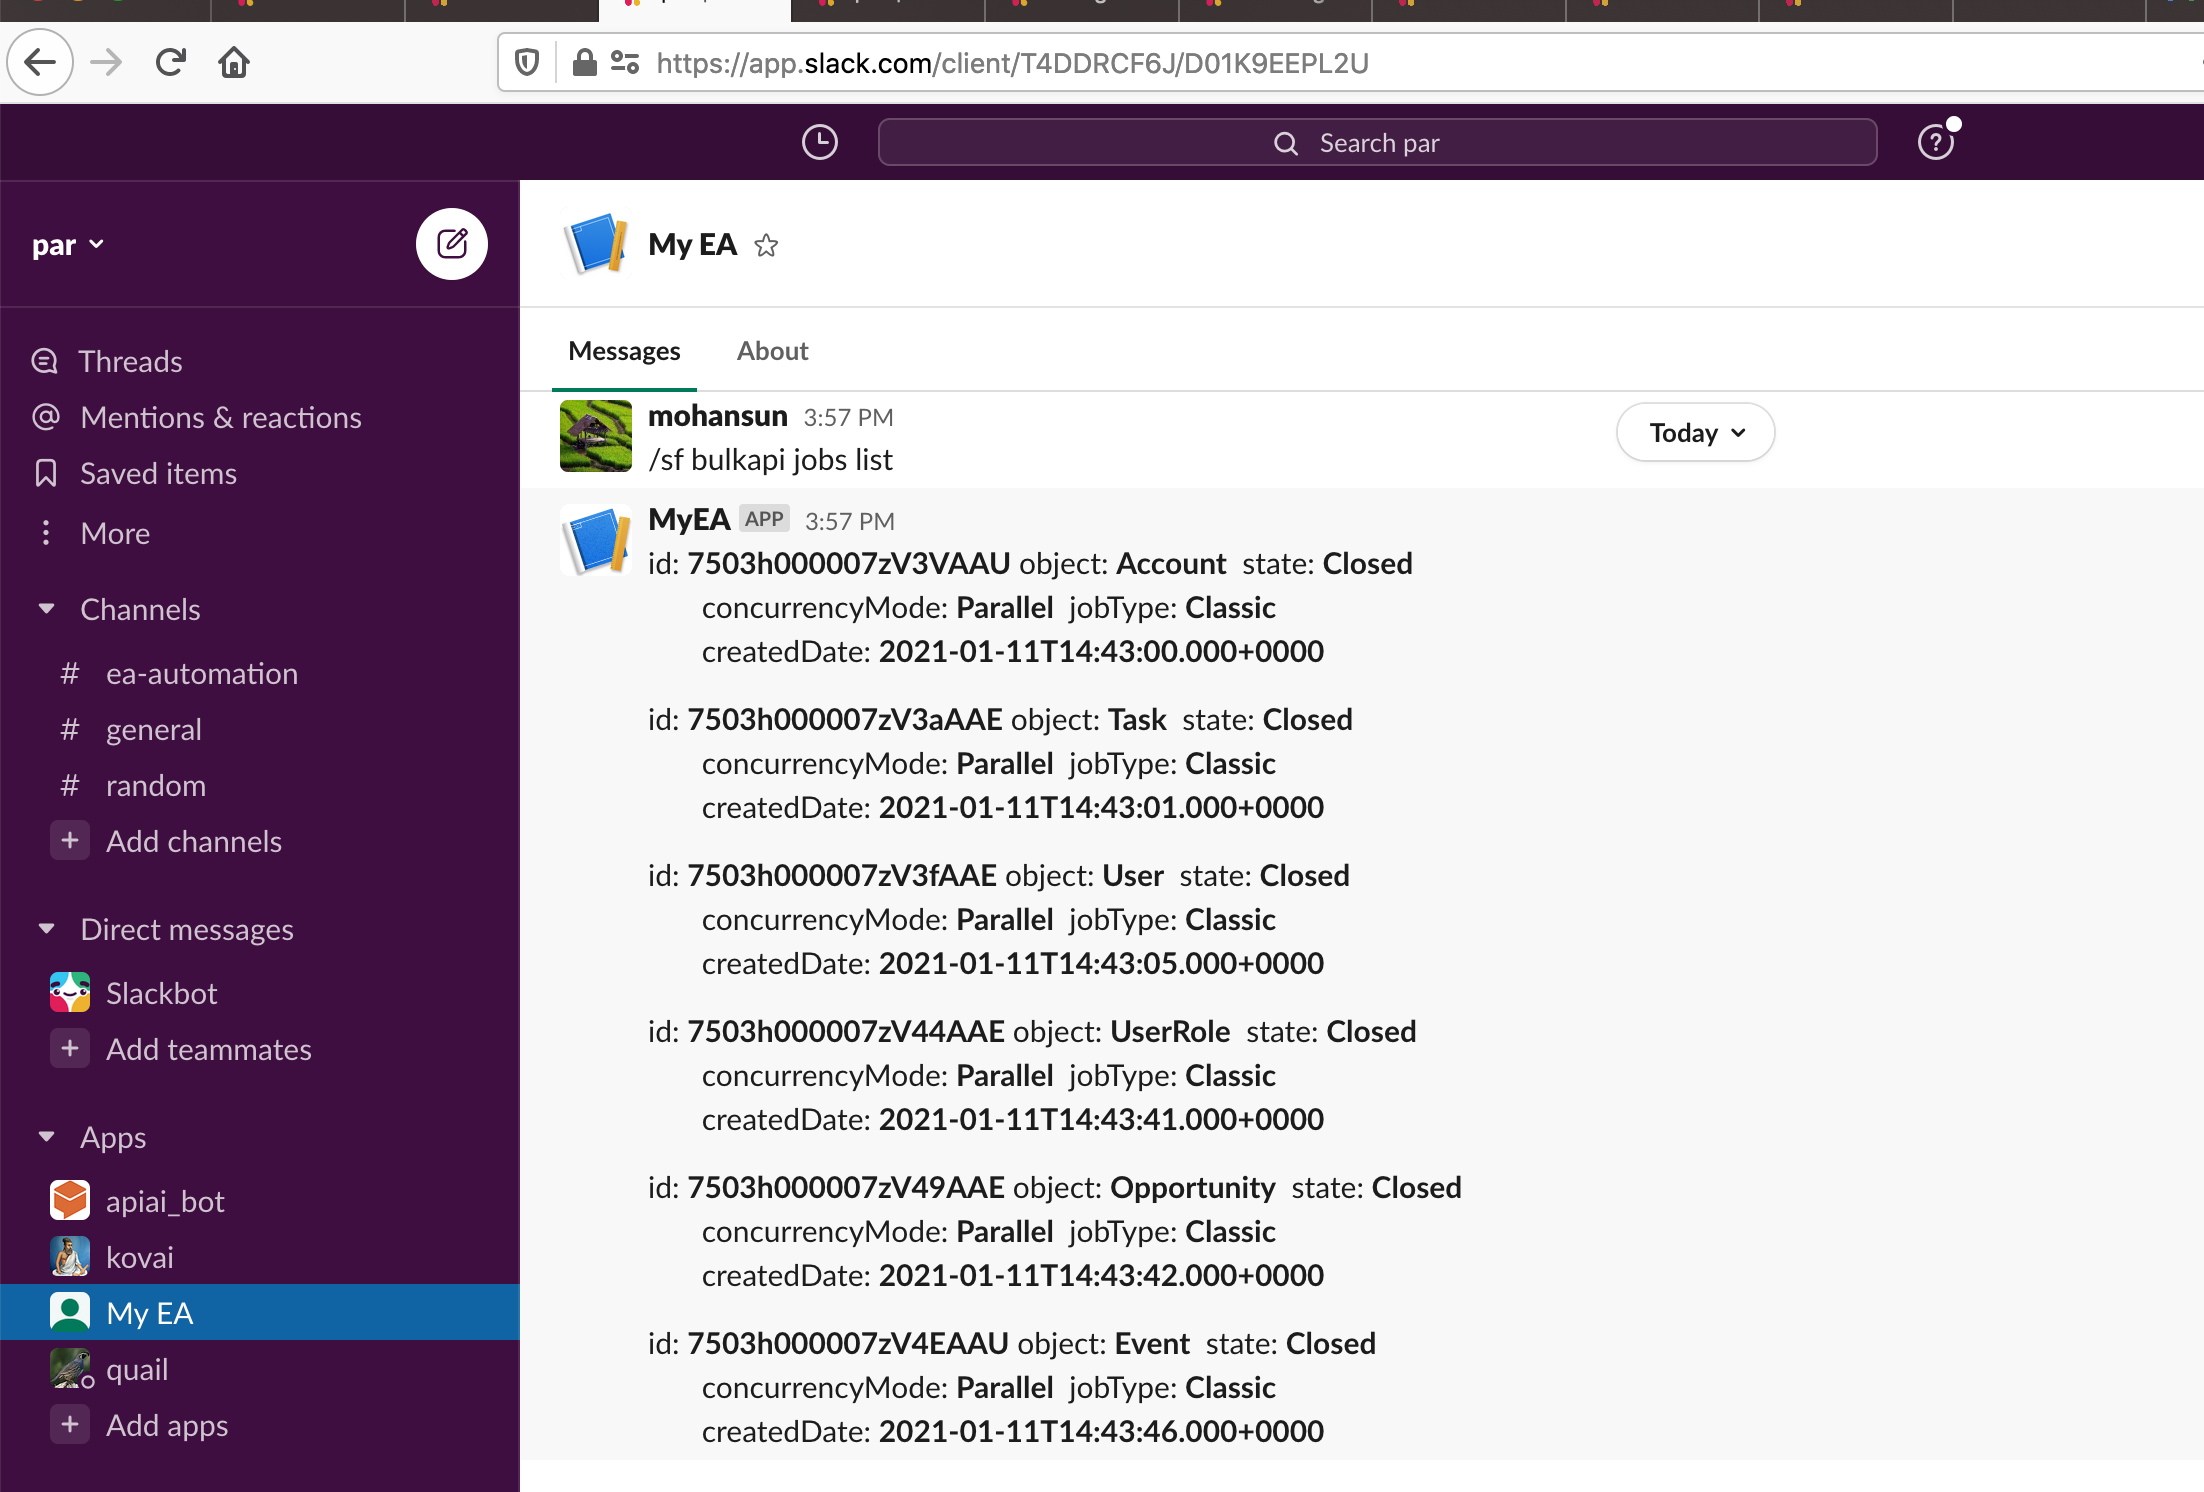 https://app.slack.com/client/T4DDRCF6J/D01K9EEPL2U
Search par
par
Threads
Mentions & reactions
Saved items
More
Channels
# ea-automation
# general
# random
+ Add channels
Direct messages
Slackbot
+ Add teammates
Apps
apiai_bot
kovai
My EA
quail
+ Add apps
My EA
Messages About
mohansun 3:57 PM
Today
/sf bulkapi jobs list
MyEA APP 3:57 PM
id: 7503h000007zV3VAAU object: Account state: Closed
concurrencyMode: Parallel jobType: Classic
createdDate: 2021-01-11T14:43:00.000+0000
id: 7503h000007zV3aAAE object: Task state: Closed
concurrencyMode: Parallel jobType: Classic
createdDate: 2021-01-11T14:43:01.000+0000
id: 7503h000007zV3fAAE object: User state: Closed
concurrencyMode: Parallel jobType: Classic
createdDate: 2021-01-11T14:43:05.000+0000
id: 7503h000007zV44AAE object: UserRole state: Closed
concurrencyMode: Parallel jobType: Classic
createdDate: 2021-01-11T14:43:41.000+0000
id: 7503h000007zV49AAE object: Opportunity state: Closed
concurrencyMode: Parallel jobType: Classic
createdDate: 2021-01-11T14:43:42.000+0000
id: 7503h000007zV4EAAU object: Event state: Closed
concurrencyMode: Parallel jobType: Classic
createdDate: 2021-01-11T14:43:46.000+0000